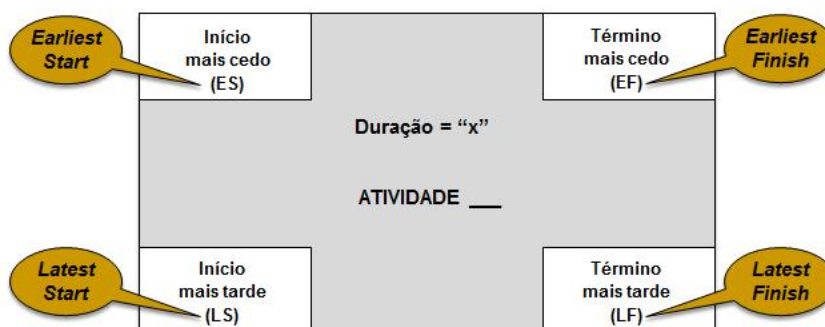 Earliest
Start
Início
mais cedo
(ES)
Término
mais cedo
(EF)
Earliest
Finish
Duração = “x”
ATIVIDADE ___
Latest
Start
Início
mais tarde
(LS)
Término
mais tarde
(LF)
Latest
Finish